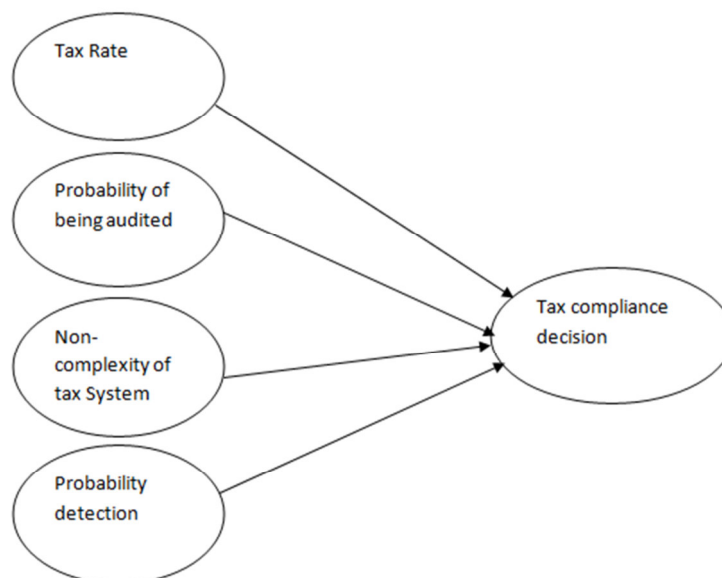 Tax Rate
Probability of
being audited
Non-
complexity of
tax System
Probability
detection
Tax compliance
decision